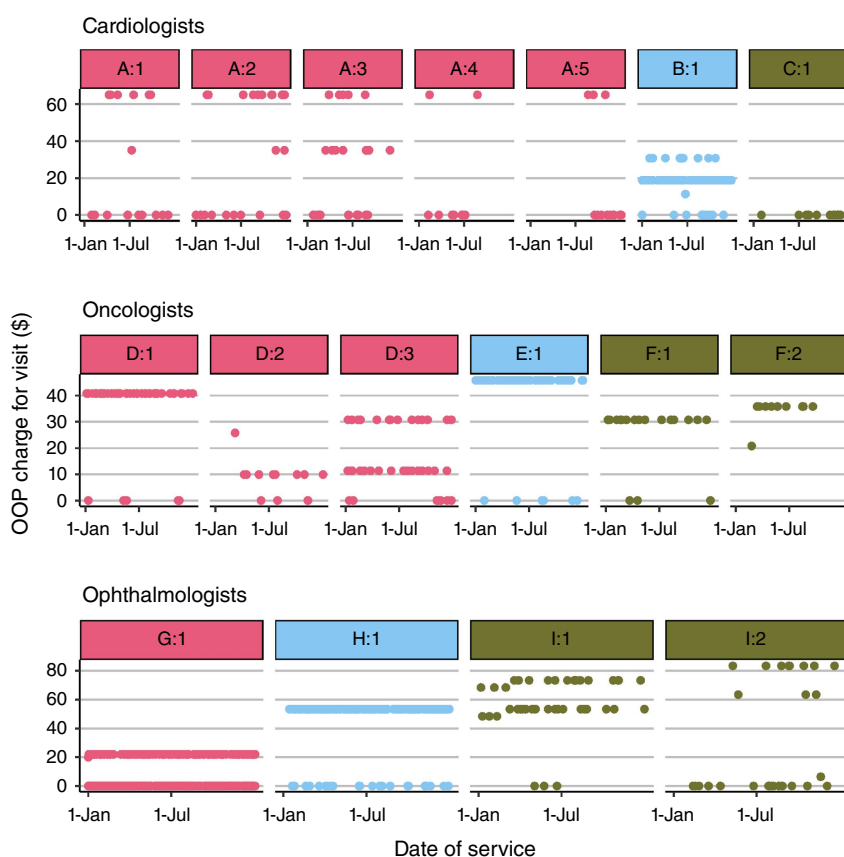 Cardiologists
A:1 A:2 A:3 A:4 A:5 B:1 C:1
60
40
20
0
1-Jan 1-Jul 1-Jan 1-Jul 1-Jan 1-Jul 1-Jan 1-Jul 1-Jan 1-Jul 1-Jan 1-Jul 1-Jan 1-Jul
OOP charge for visit ($)
Oncologists
D:1 D:2 D:3 E:1 F:1 F:2
40
30
20
10
0
1-Jan 1-Jul 1-Jan 1-Jul 1-Jan 1-Jul 1-Jan 1-Jul 1-Jan 1-Jul 1-Jan 1-Jul
Ophthalmologists
G:1 H:1 I:1 I:2
80
60
40
20
0
1-Jan 1-Jul 1-Jan 1-Jul 1-Jan 1-Jul 1-Jan 1-Jul
Date of service